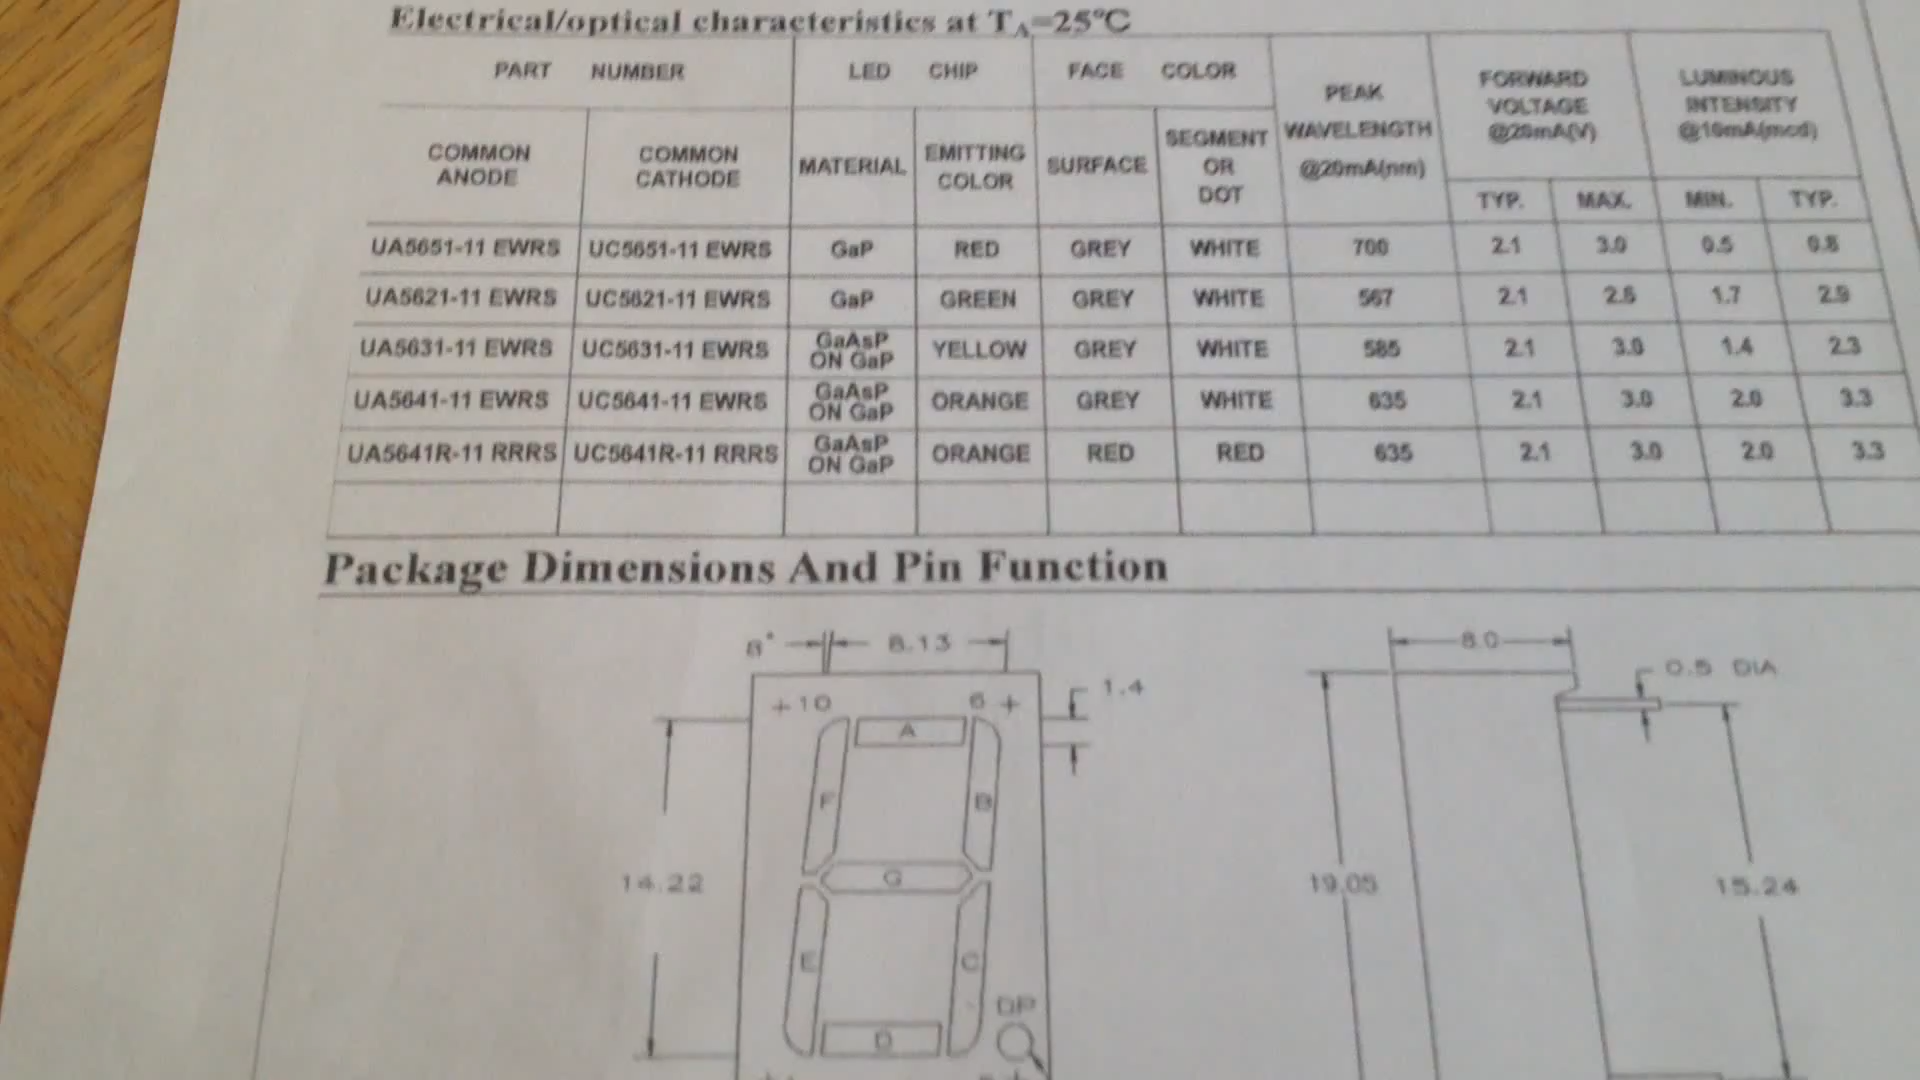 Electrical/optical characteristics at TA=25°C
PART NUMBER LED CHIP FACE COLOR PEAK WAVELENGTH @20mA(nm) FORWARD VOLTAGE @20mA(V) LUMINOUS INTENSITY @10mA(mcd)
COMMON ANODE COMMON CATHODE MATERIAL EMITTING COLOR SURFACE SEGMENT OR DOT TYP. MAX. MIN. TYP.
UA5651-11 EWRS UC5651-11 EWRS GaP RED GREY WHITE 700 2.1 3.0 0.5 0.8
UA5621-11 EWRS UC5621-11 EWRS GaP GREEN GREY WHITE 567 2.1 2.8 1.7 2.9
UA5631-11 EWRS UC5631-11 EWRS GaAsP ON GaP YELLOW GREY WHITE 585 2.1 3.0 1.4 2.3
UA5641-11 EWRS UC5641-11 EWRS GaAsP ON GaP ORANGE GREY WHITE 635 2.1 3.0 2.0 3.3
UA5641R-11 RRRS UC5641R-11 RRRS GaAsP ON GaP ORANGE RED RED 635 2.1 3.0 2.0 3.3
Package Dimensions And Pin Function
8° 8.13 8.0
0.5 DIA
+10 6+ 1.4
A
F B
14.22 G 19.05 15.24
E C
DP
D